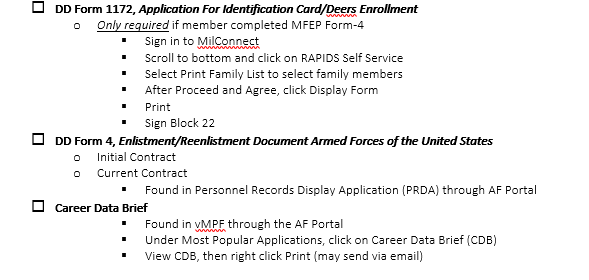 ☐ DD Form 1172, Application For Identification Card/Deers Enrollment
o Only required if member completed MFEP Form-4
▪ Sign in to MilConnect
▪ Scroll to bottom and click on RAPIDS Self Service
▪ Select Print Family List to select family members
▪ After Proceed and Agree, click Display Form
▪ Print
▪ Sign Block 22
☐ DD Form 4, Enlistment/Reenlistment Document Armed Forces of the United States
o Initial Contract
o Current Contract
▪ Found in Personnel Records Display Application (PRDA) through AF Portal
☐ Career Data Brief
▪ Found in vMPF through the AF Portal
▪ Under Most Popular Applications, click on Career Data Brief (CDB)
▪ View CDB, then right click Print (may send via email)